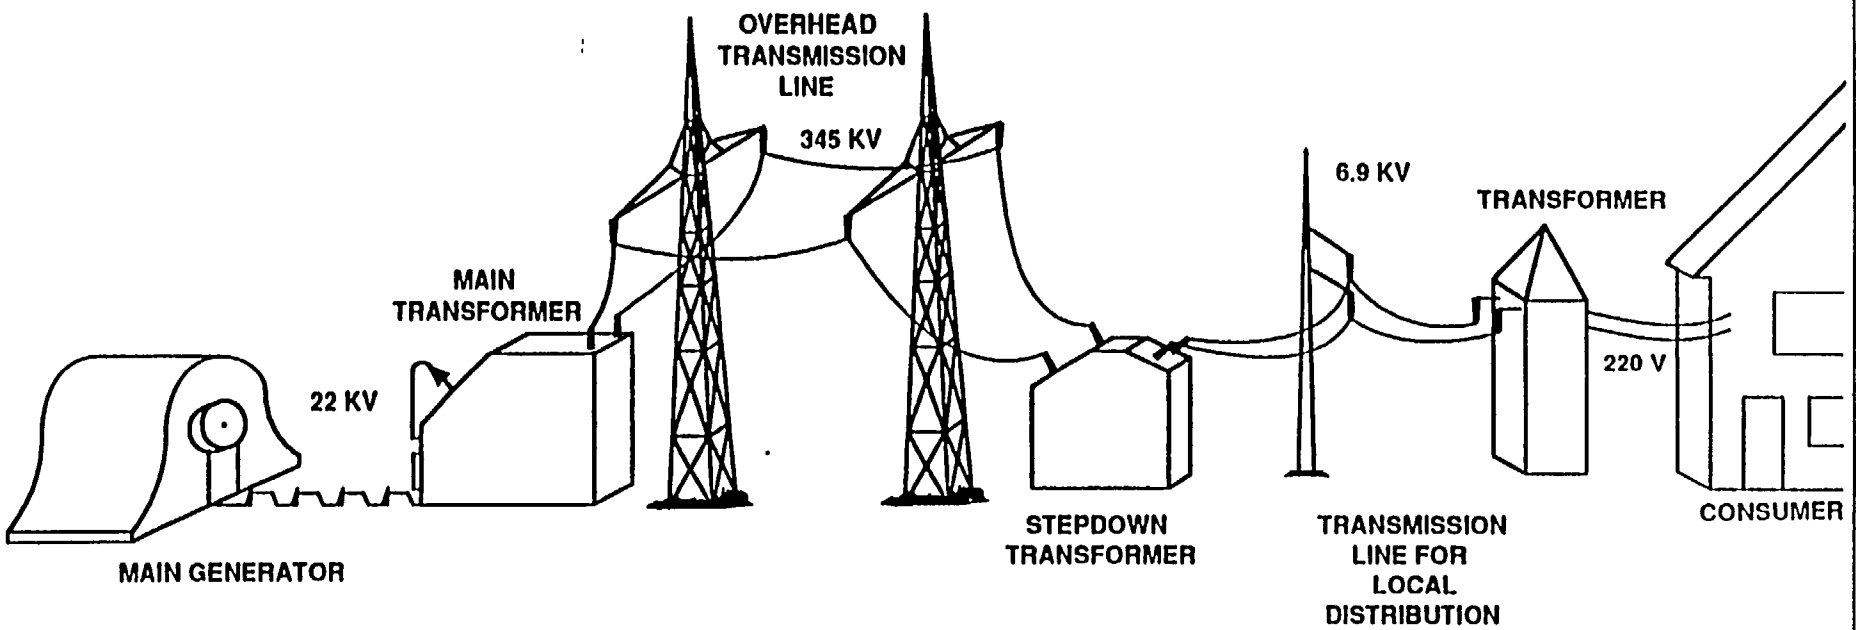 OVERHEAD
TRANSMISSION
LINE
345 KV
6.9 KV
TRANSFORMER
MAIN
TRANSFORMER
22 KV
220 V
MAIN GENERATOR
STEPDOWN
TRANSFORMER
TRANSMISSION
LINE FOR
LOCAL
DISTRIBUTION
CONSUMER